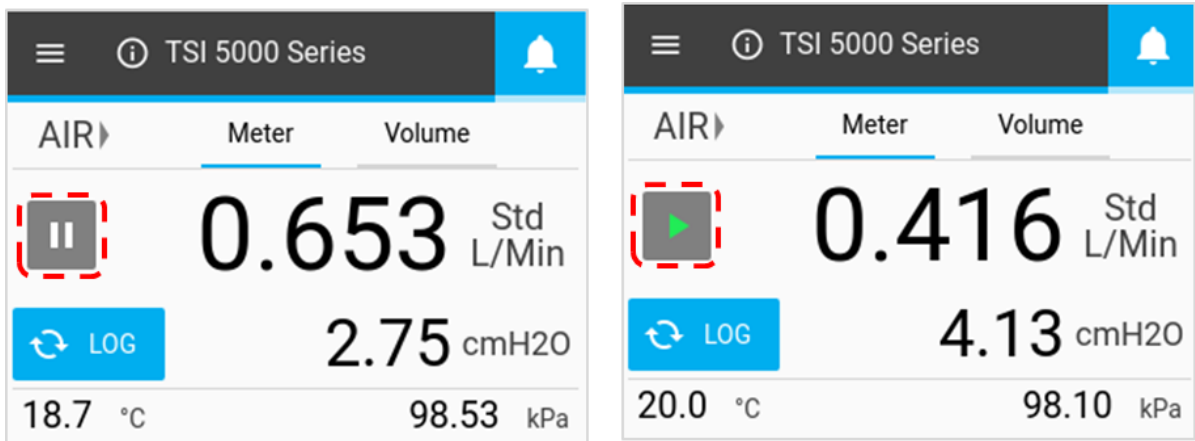 TSI 5000 Series
AIR Meter Volume
0.653 Std L/Min
LOG 2.75 cmH2O
18.7 °C 98.53 kPa
TSI 5000 Series
AIR Meter Volume
0.416 Std L/Min
LOG 4.13 cmH2O
20.0 °C 98.10 kPa